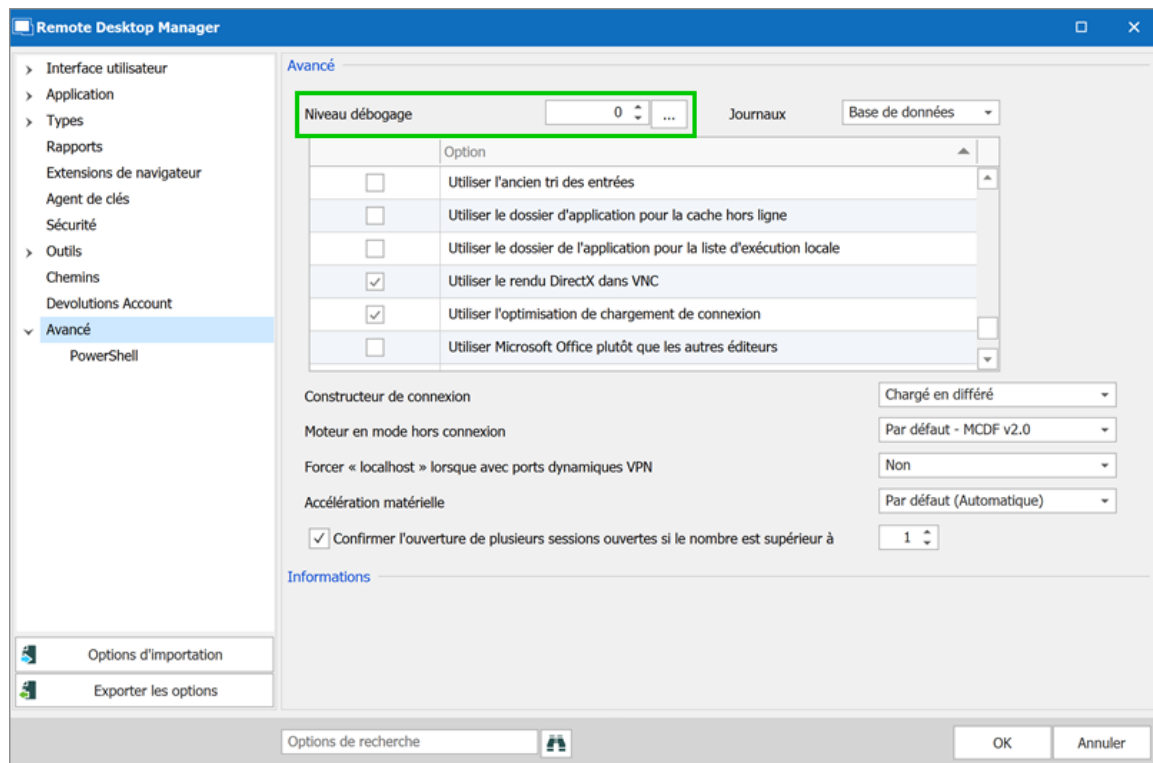 Remote Desktop Manager
Interface utilisateur
Application
Types
Rapports
Extensions de navigateur
Agent de clés
Sécurité
Outils
Chemins
Devolutions Account
Avancé
PowerShell
Options d'importation
Exporter les options
Avancé
Niveau débogage 0 ... Journaux Base de données
Option
Utiliser l'ancien tri des entrées
Utiliser le dossier d'application pour la cache hors ligne
Utiliser le dossier de l'application pour la liste d'exécution locale
Utiliser le rendu DirectX dans VNC
Utiliser l'optimisation de chargement de connexion
Utiliser Microsoft Office plutôt que les autres éditeurs
Constructeur de connexion Chargé en différé
Moteur en mode hors connexion Par défaut - MCDF v2.0
Forcer « localhost » lorsque avec ports dynamiques VPN Non
Accélération matérielle Par défaut (Automatique)
Confirmer l'ouverture de plusieurs sessions ouvertes si le nombre est supérieur à 1
Informations
Options de recherche OK Annuler